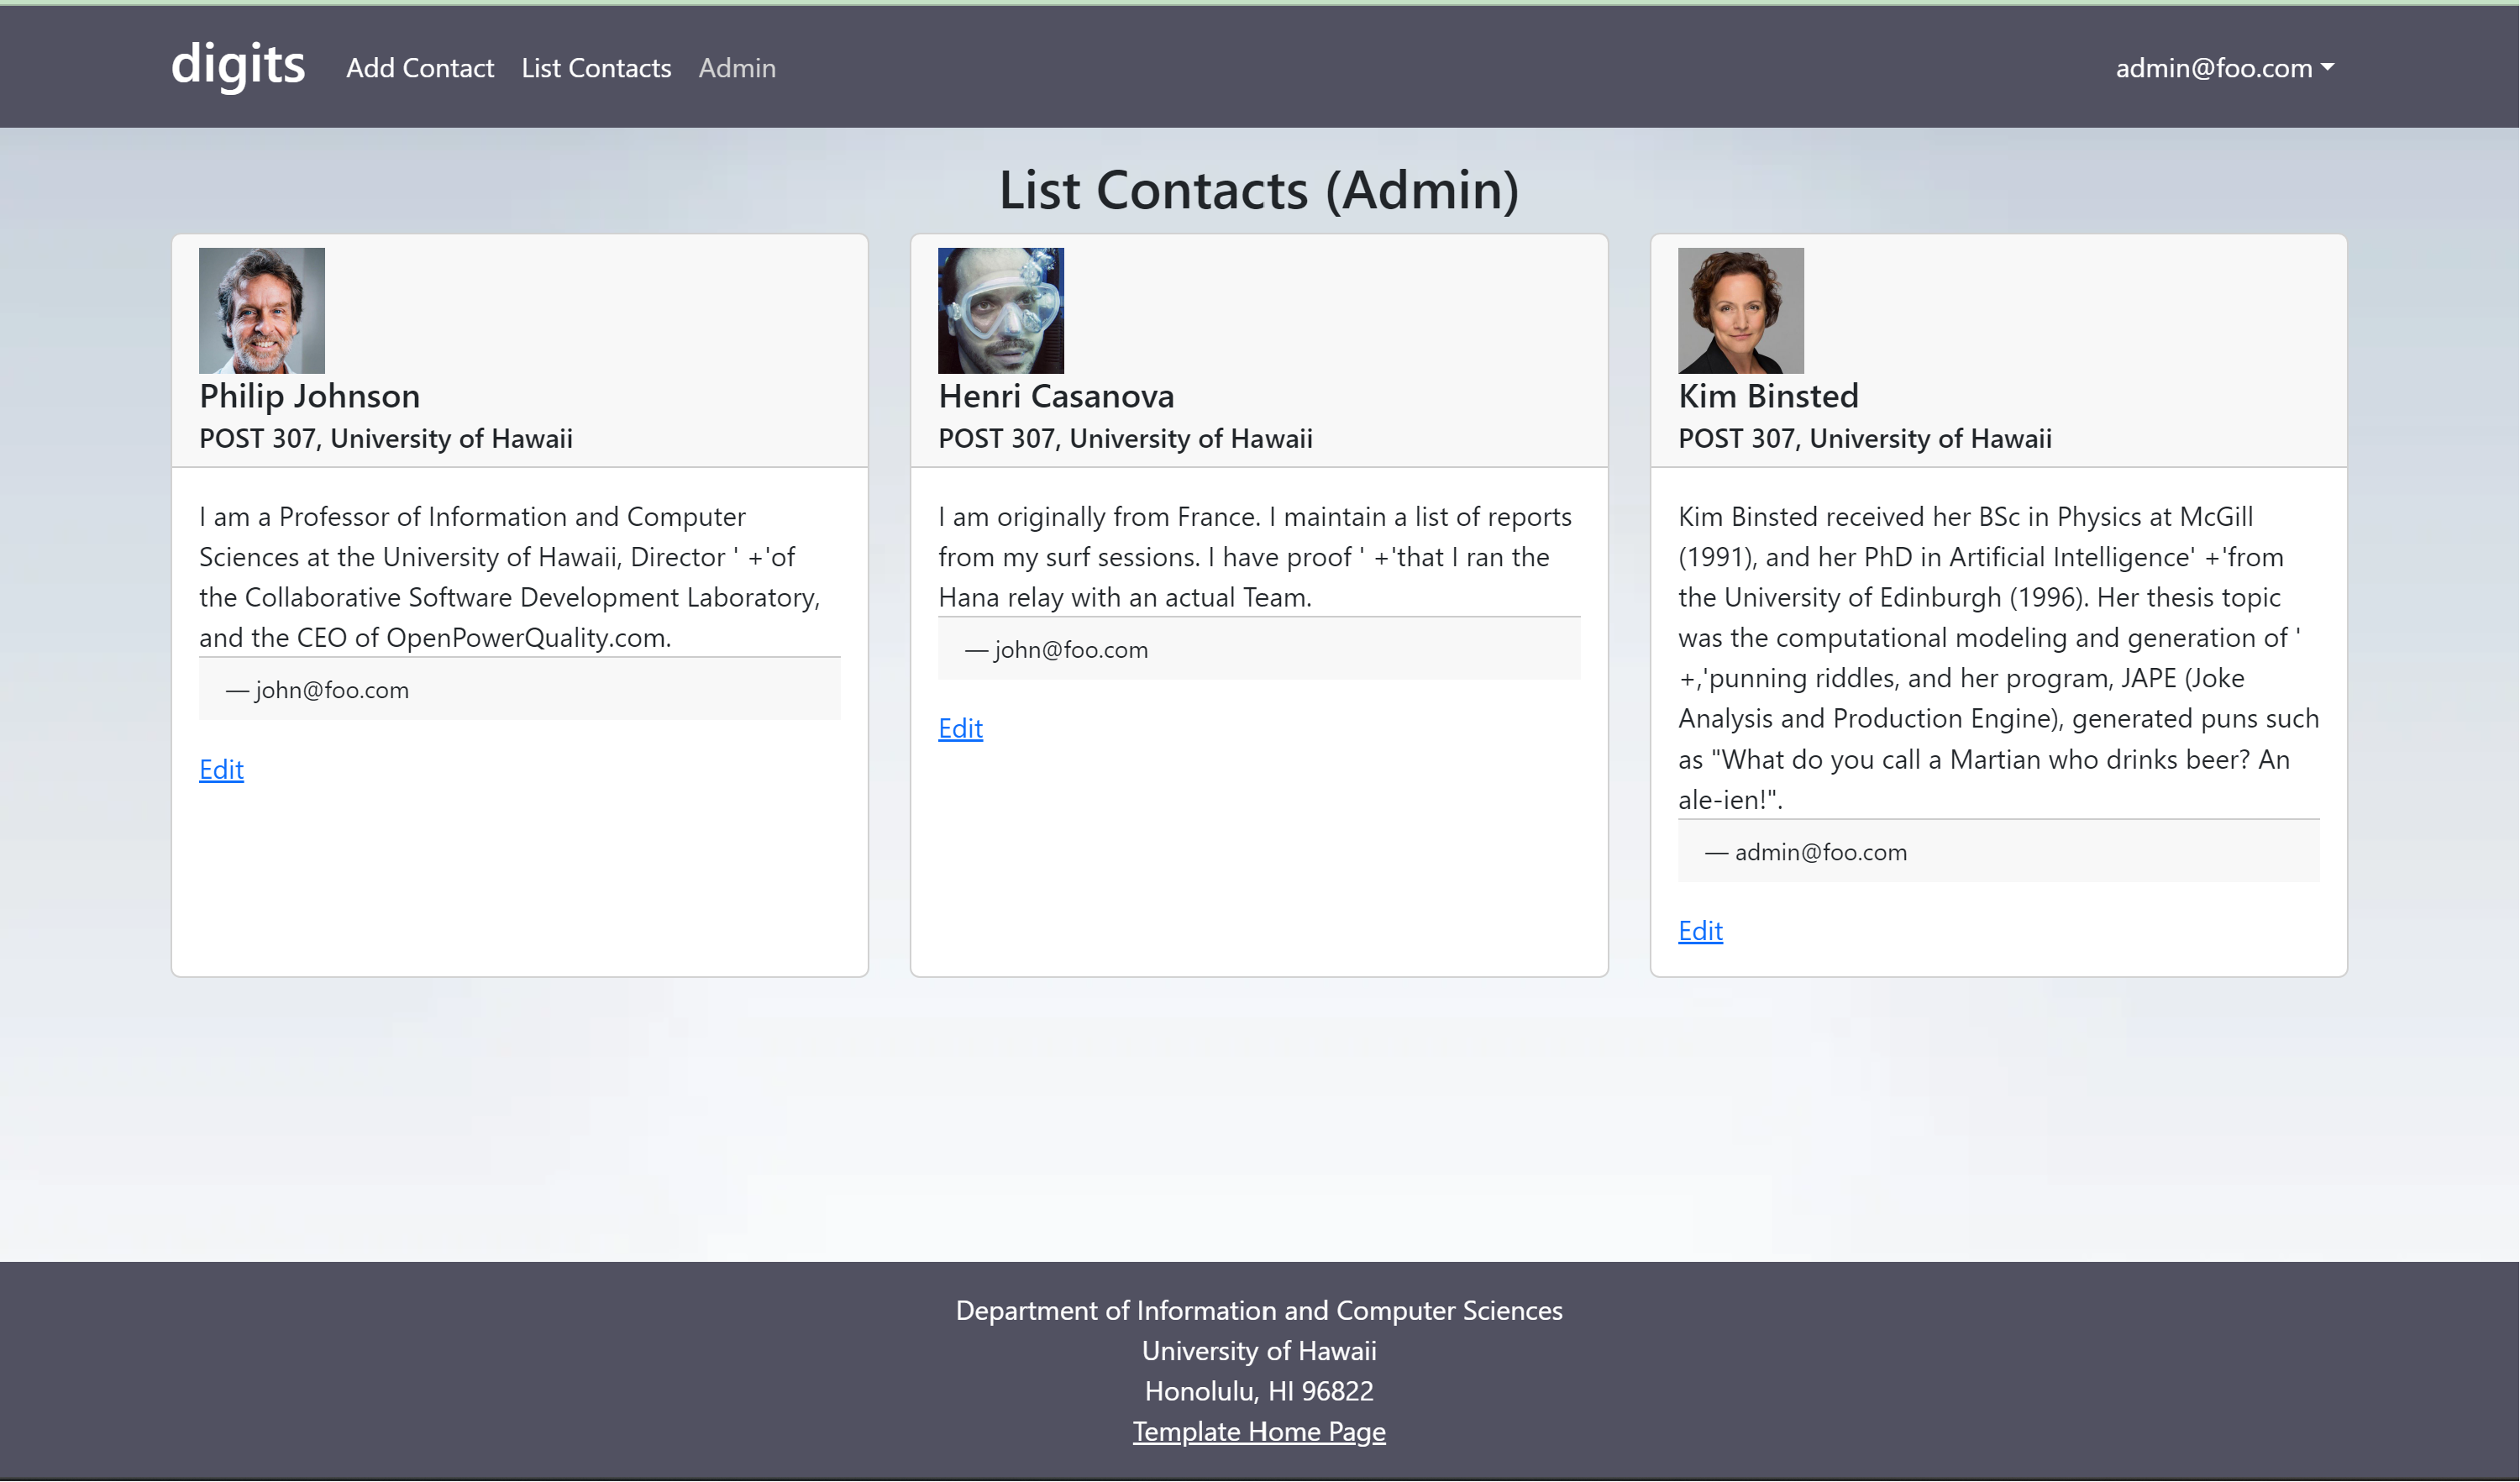 digits Add Contact List Contacts Admin admin@foo.com
List Contacts (Admin)
Philip Johnson
POST 307, University of Hawaii
I am a Professor of Information and Computer
Sciences at the University of Hawaii, Director ' +'of
the Collaborative Software Development Laboratory,
and the CEO of OpenPowerQuality.com.
— john@foo.com
Edit
Henri Casanova
POST 307, University of Hawaii
I am originally from France. I maintain a list of reports
from my surf sessions. I have proof ' +'that I ran the
Hana relay with an actual Team.
— john@foo.com
Edit
Kim Binsted
POST 307, University of Hawaii
Kim Binsted received her BSc in Physics at McGill
(1991), and her PhD in Artificial Intelligence' +'from
the University of Edinburgh (1996). Her thesis topic
was the computational modeling and generation of '
+,'punning riddles, and her program, JAPE (Joke
Analysis and Production Engine), generated puns such
as "What do you call a Martian who drinks beer? An
ale-ien!".
— admin@foo.com
Edit
Department of Information and Computer Sciences
University of Hawaii
Honolulu, HI 96822
Template Home Page